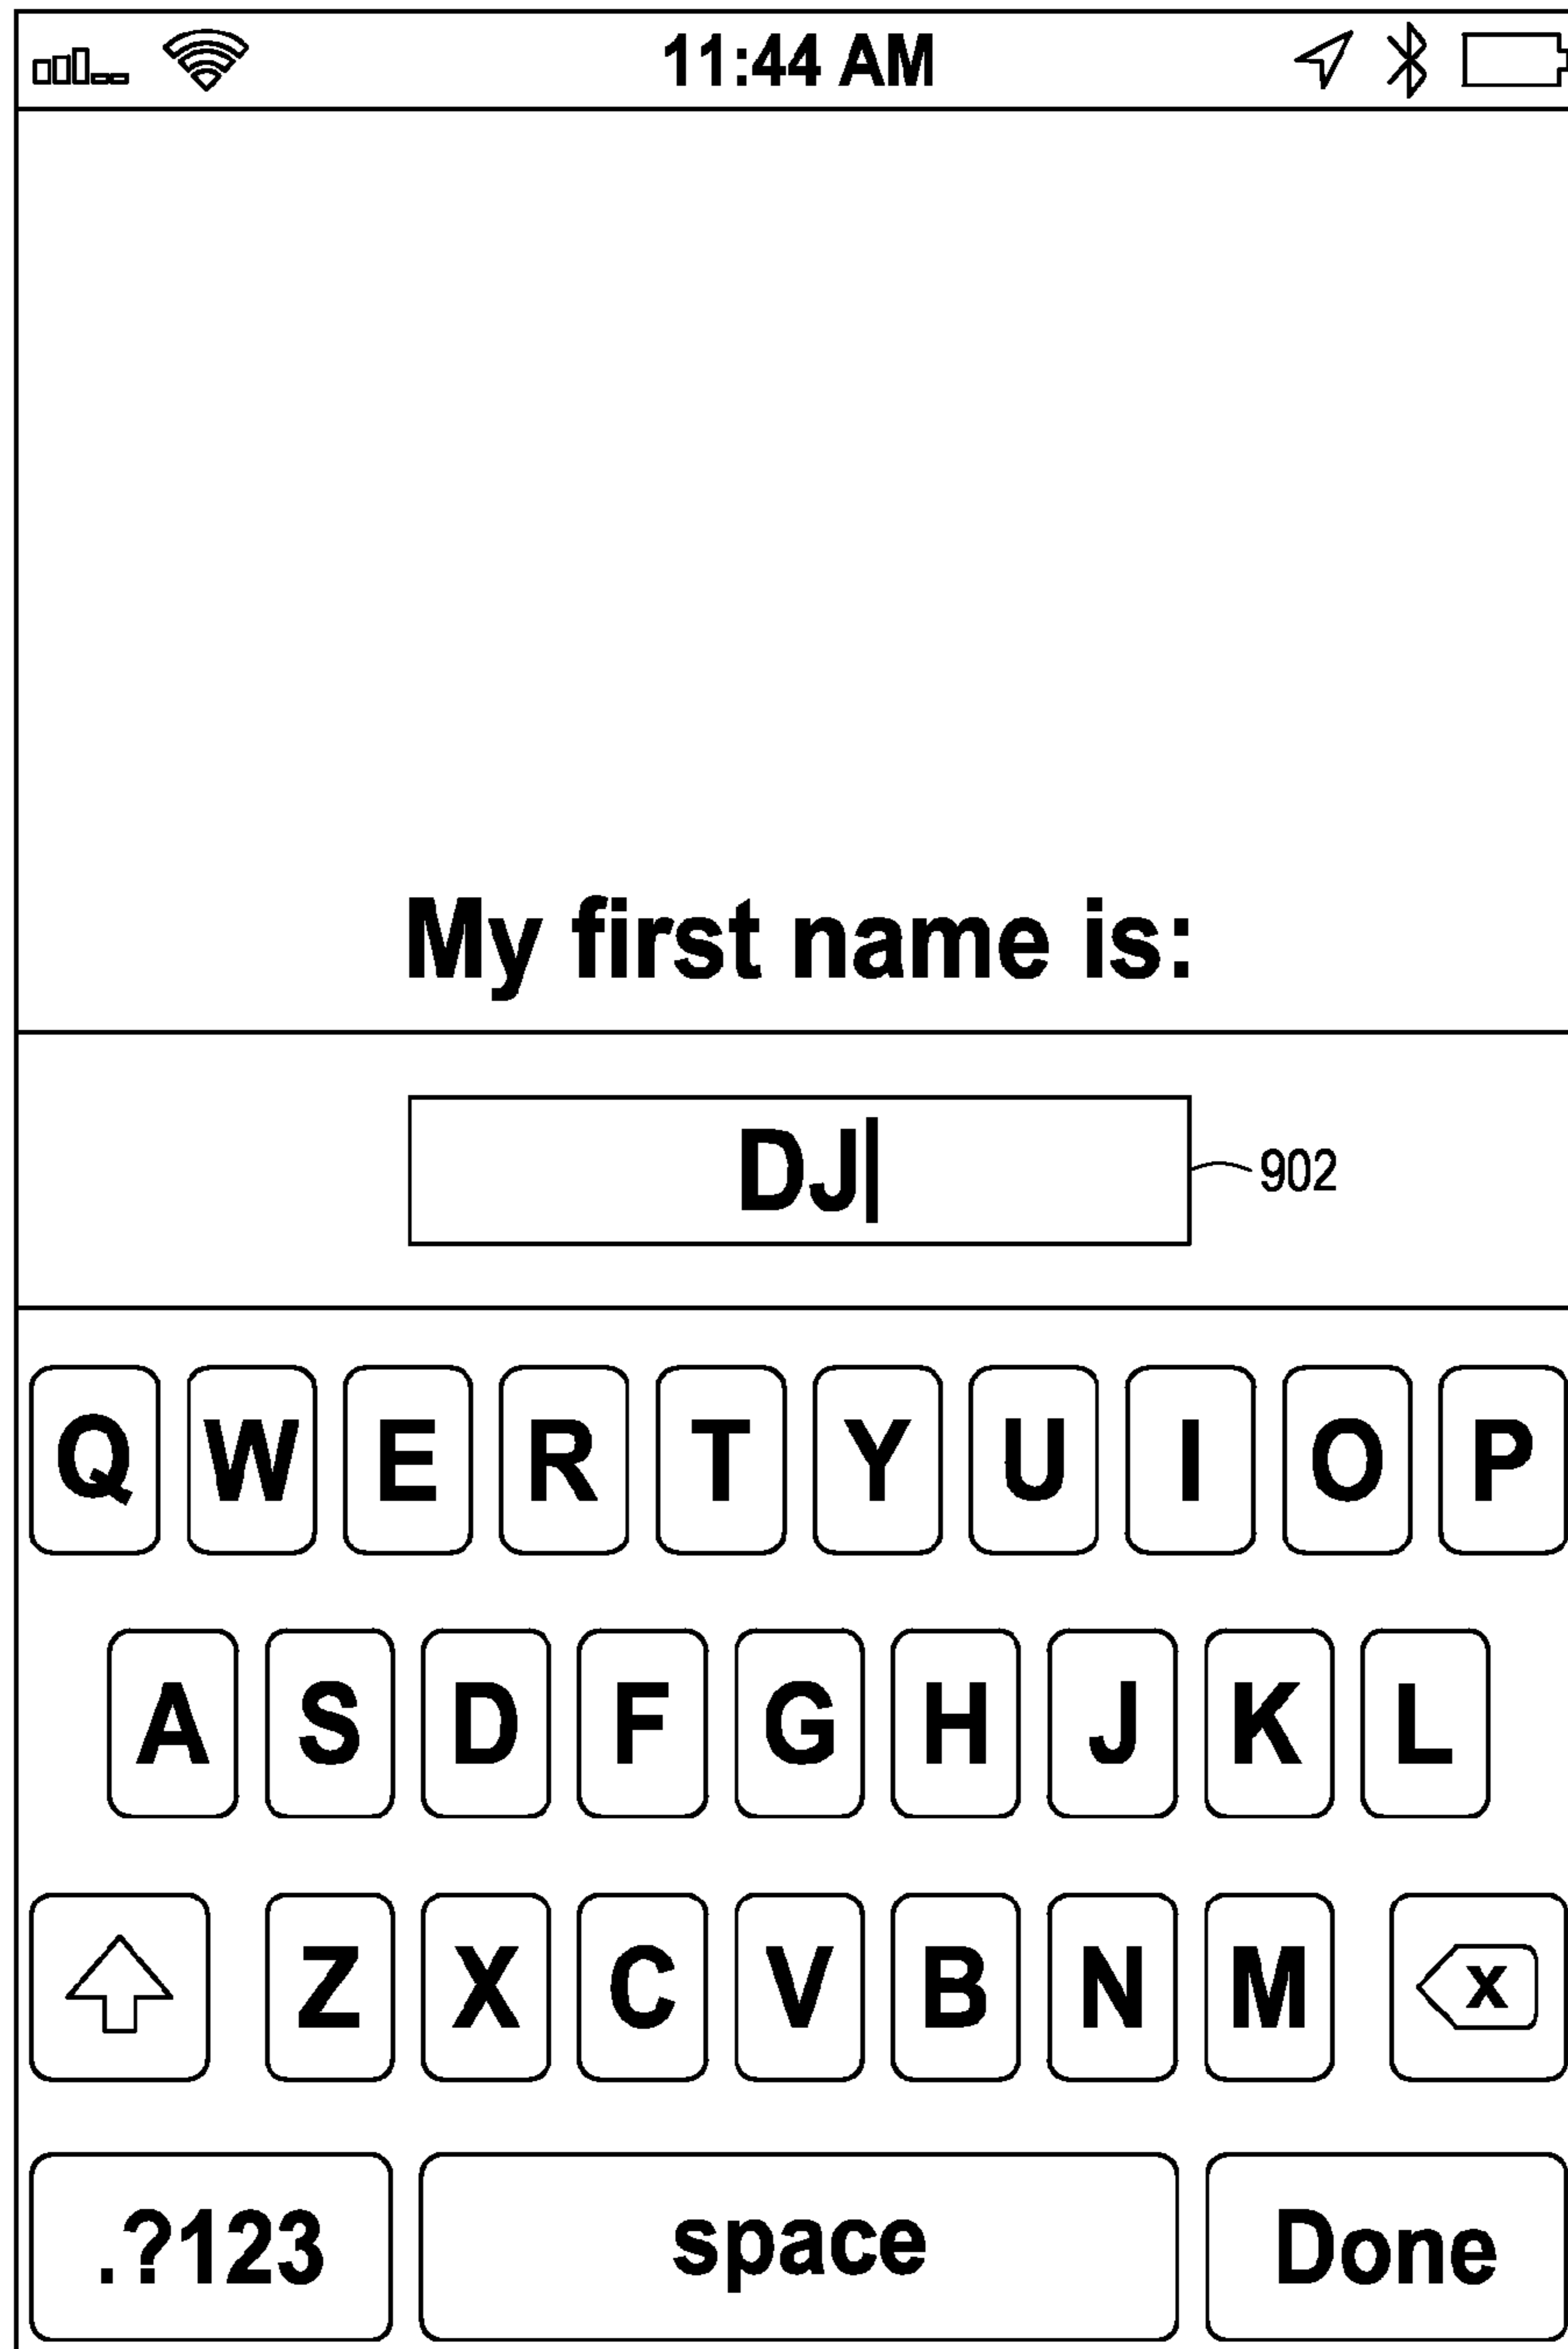 11:44 AM
My first name is:
DJ
902
Q W E R T Y U I O P
A S D F G H J K L
Z X C V B N M X
.?123 space Done